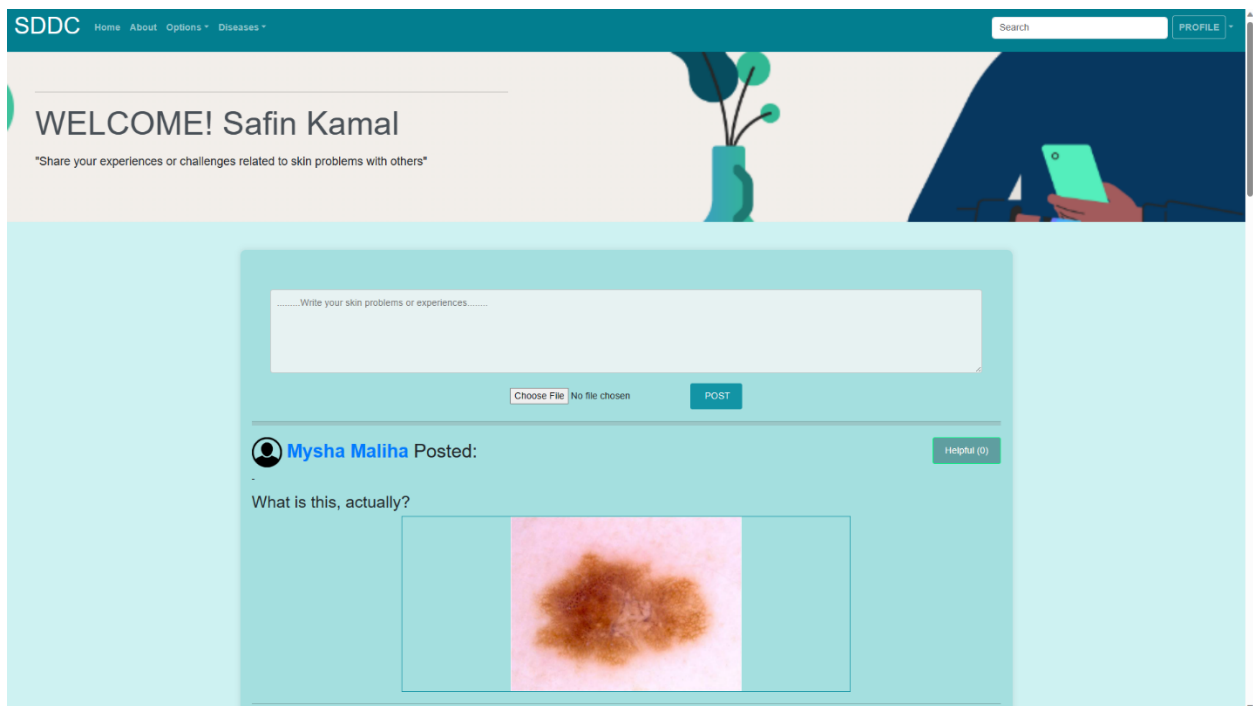 SDDC Home About Options Diseases Search PROFILE
WELCOME! Safin Kamal
"Share your experiences or challenges related to skin problems with others"
.........Write your skin problems or experiences........
Choose File No file chosen POST
Mysha Maliha Posted: Helpful (0)
-
What is this, actually?